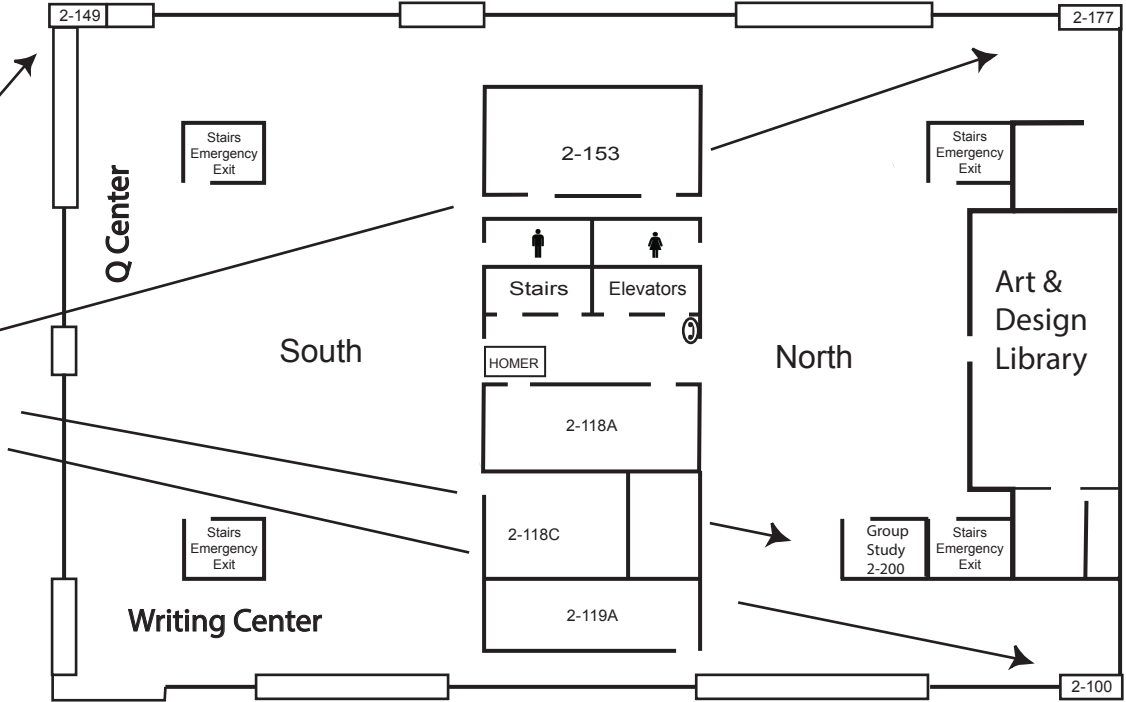 2-149
2-177
Stairs
Emergency
Exit
2-153
Stairs
Emergency
Exit
Q Center
Stairs
Elevators
Art &
Design
Library
South
HOMER
North
2-118A
Stairs
Emergency
Exit
2-118C
Group
Study
2-200
Stairs
Emergency
Exit
Writing Center
2-119A
2-100